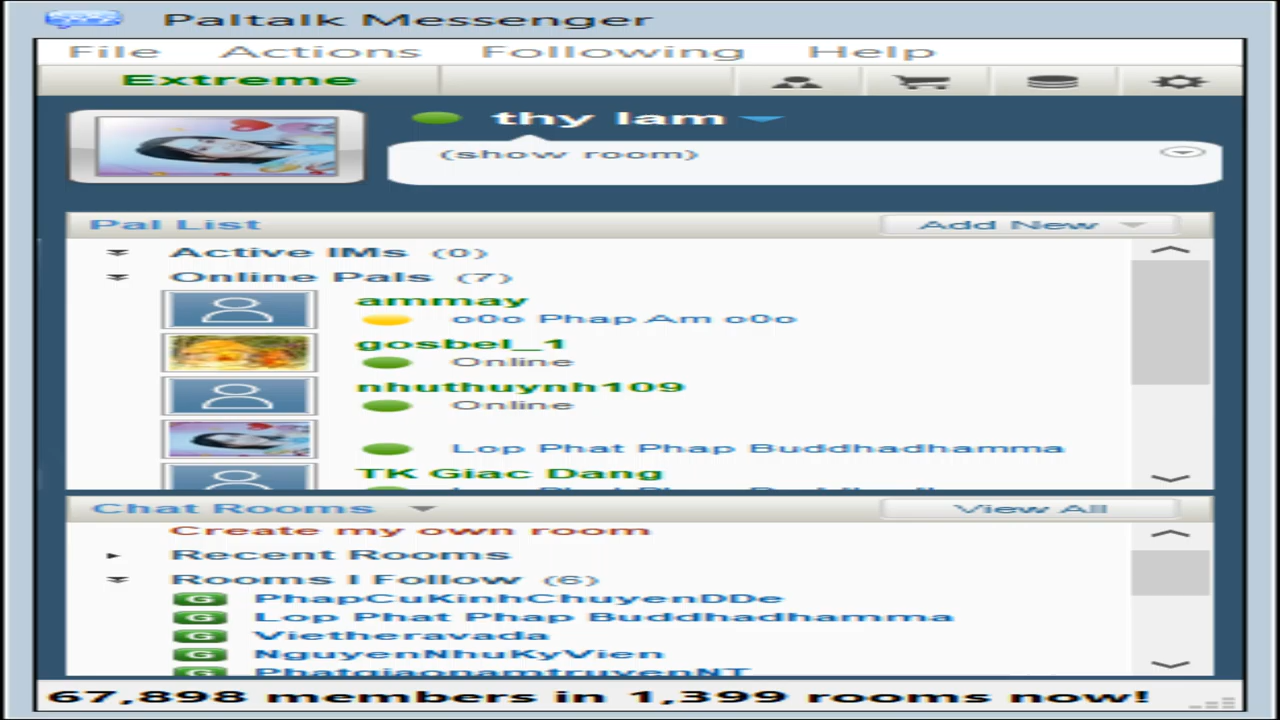 Paltalk Messenger
File Actions Following Help
Extreme
thy lam
(show room)
Pal List Add New
Active IMs (0)
Online Pals (7)
ammay
o0o Phap Am o0o
gosbel_1
Online
nhuthuynh109
Online
Lop Phat Phap Buddhadhamma
TK Giac Dang
Chat Rooms View All
Create my own room
Recent Rooms
Rooms I Follow (6)
G PhapCuKinhChuyenDDe
G Lop Phat Phap Buddhadhamma
G Vietheravada
G NguyenNhuKyVien
G PhatgiaonamtruyenNT
67,898 members in 1,399 rooms now!